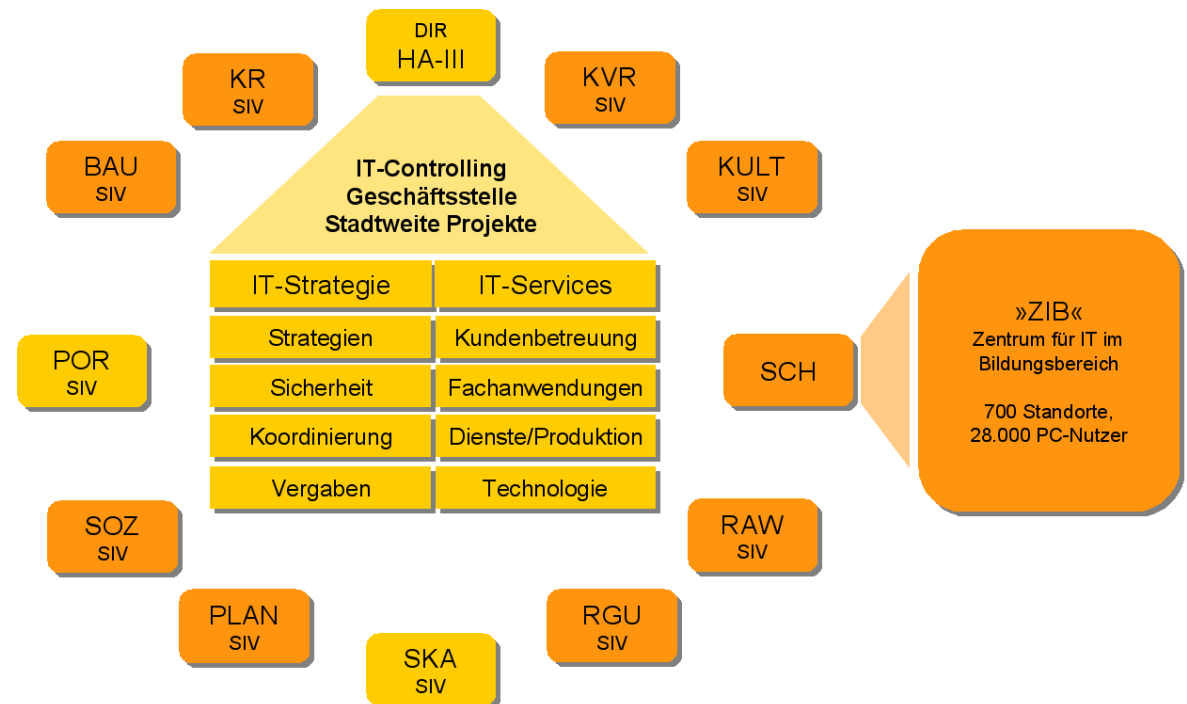 DIR
HA-III
KR
SIV
KVR
SIV
BAU
SIV
KULT
SIV
IT-Controlling
Geschäftsstelle
Stadtweite Projekte
IT-Strategie
IT-Services
Strategien
Kundenbetreuung
Sicherheit
Fachanwendungen
Koordinierung
Dienste/Produktion
Vergaben
Technologie
POR
SIV
SCH
»ZIB«
Zentrum für IT im
Bildungsbereich
700 Standorte,
28.000 PC-Nutzer
SOZ
SIV
RAW
SIV
PLAN
SIV
RGU
SIV
SKA
SIV